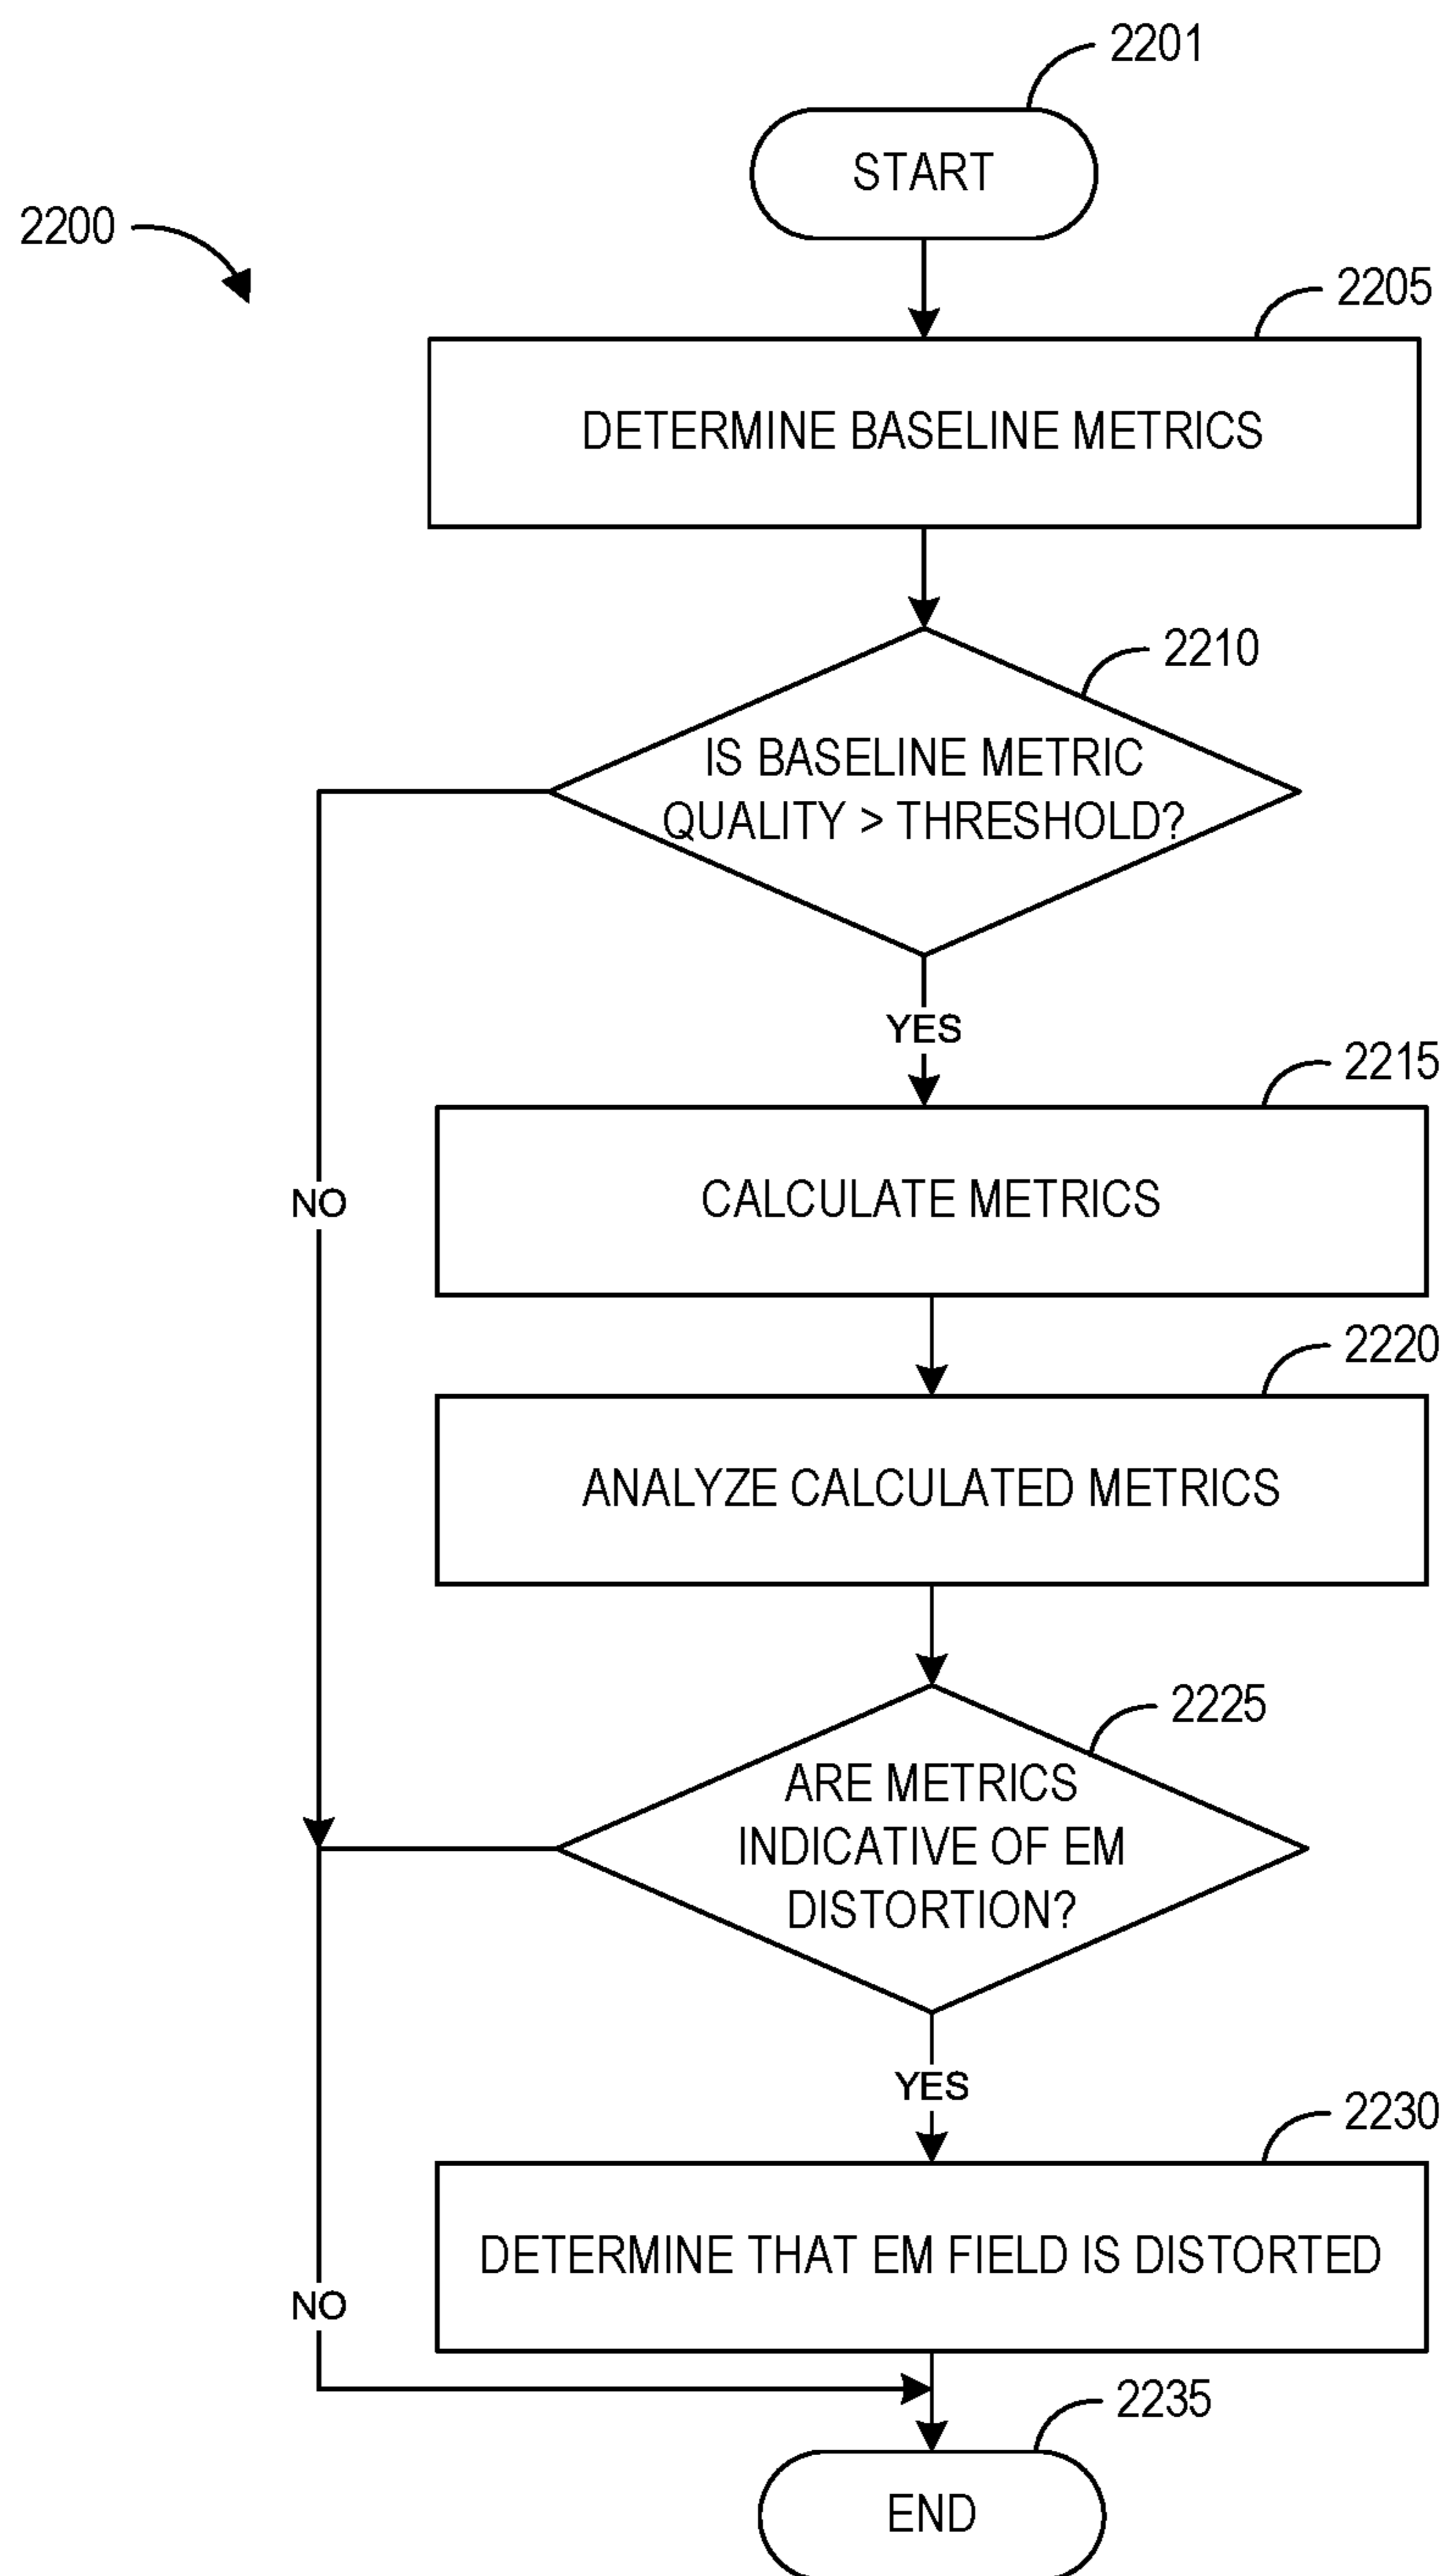 2201
START
2200
2205
DETERMINE BASELINE METRICS
2210
IS BASELINE METRIC
QUALITY > THRESHOLD?
YES
2215
NO
CALCULATE METRICS
2220
ANALYZE CALCULATED METRICS
2225
ARE METRICS
INDICATIVE OF EM
DISTORTION?
YES
2230
DETERMINE THAT EM FIELD IS DISTORTED
NO
2235
END